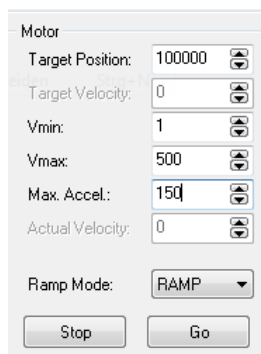 Motor
Target Position: 100000
Target Velocity: 0
Vmin: 1
Vmax: 500
Max. Accel.: 150
Actual Velocity: 0
Ramp Mode: RAMP
Stop Go